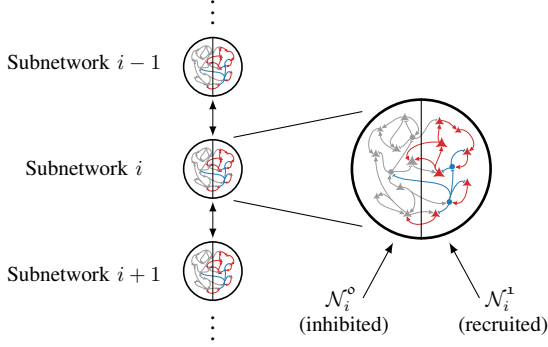 Subnetwork i − 1
Subnetwork i
Subnetwork i + 1
𝒩ᵢ⁰
(inhibited)
𝒩ᵢ¹
(recruited)